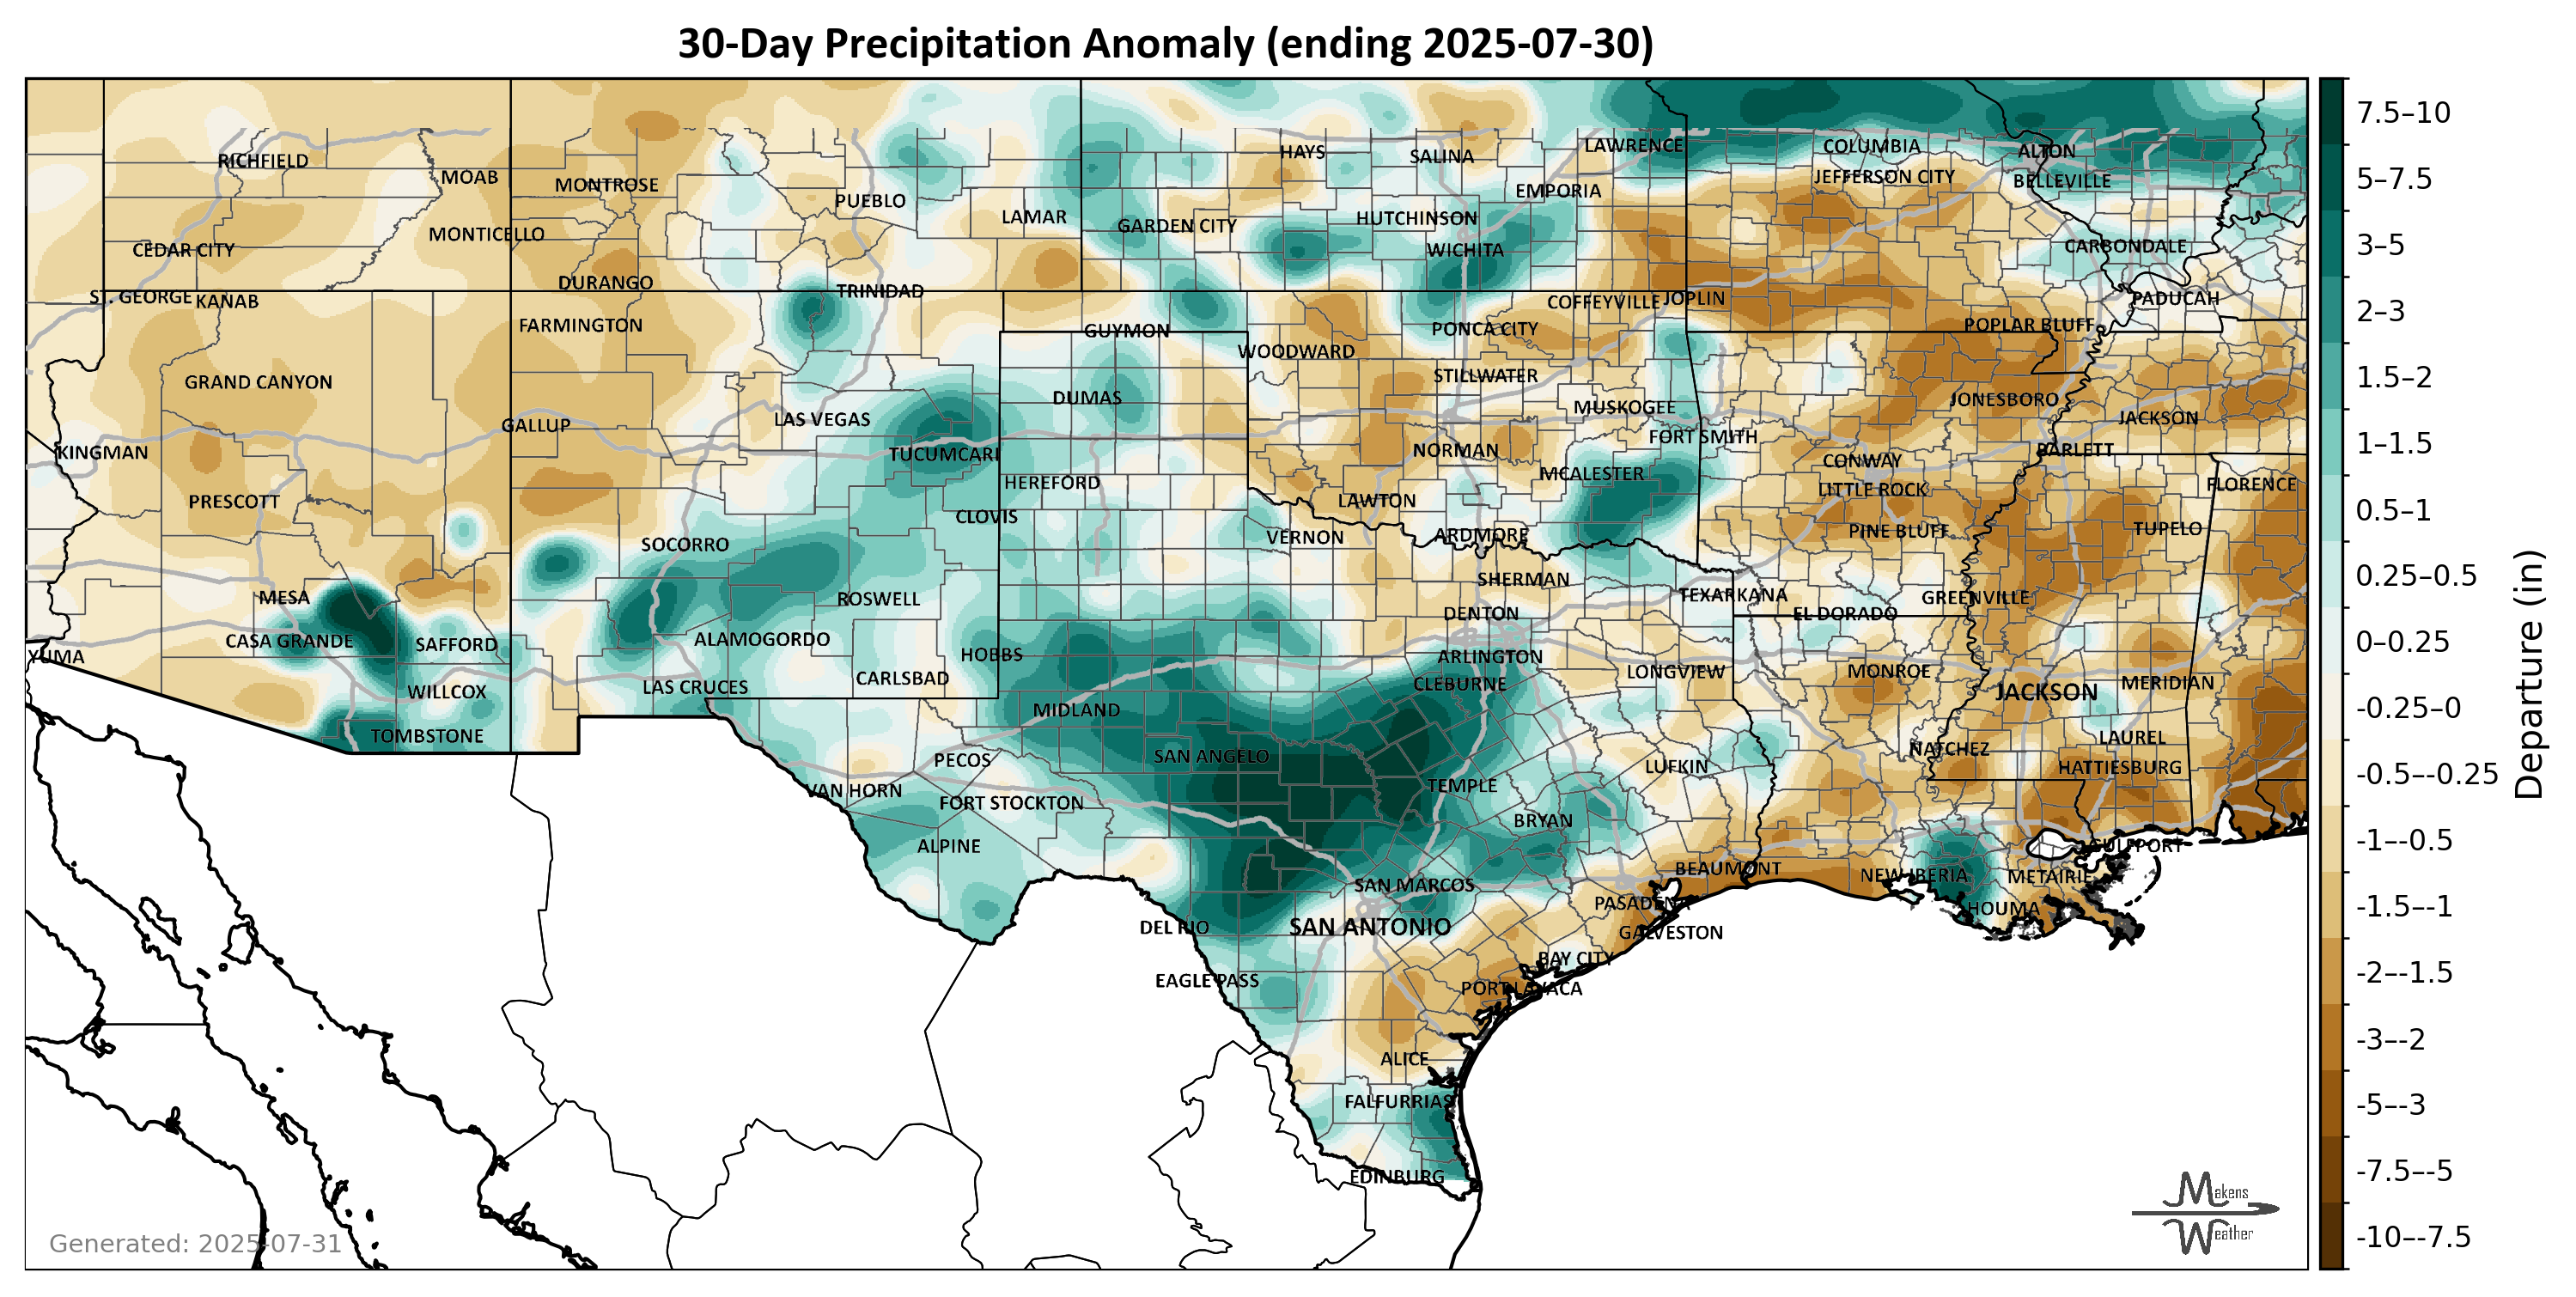 30-Day Precipitation Anomaly (ending 2025-07-30)
RICHFIELD
MOAB
MONTROSE
PUEBLO
LAMAR
HAYS
SALINA
LAWRENCE
EMPORIA
COLUMBIA
JEFFERSON CITY
ALTON
BELLEVILLE
CEDAR CITY
MONTICELLO
GARDEN CITY
HUTCHINSON
WICHITA
CARBONDALE
DURANGO
TRINIDAD
ST. GEORGE
KANAB
FARMINGTON
GUYMON
PONCA CITY
COFFEYVILLE
JOPLIN
POPLAR BLUFF
PADUCAH
WOODWARD
STILLWATER
GRAND CANYON
DUMAS
MUSKOGEE
JONESBORO
JACKSON
GALLUP
LAS VEGAS
TUCUMCARI
NORMAN
FORT SMITH
BARLETT
KINGMAN
HEREFORD
MCALESTER
CONWAY
LITTLE ROCK
FLORENCE
PRESCOTT
CLOVIS
LAWTON
VERNON
ARDMORE
PINE BLUFF
TUPELO
SOCORRO
SHERMAN
MESA
ROSWELL
DENTON
TEXARKANA
EL DORADO
GREENVILLE
CASA GRANDE
SAFFORD
ALAMOGORDO
HOBBS
ARLINGTON
YUMA
WILLCOX
LAS CRUCES
CARLSBAD
CLEBURNE
LONGVIEW
MONROE
JACKSON
MERIDIAN
MIDLAND
TOMBSTONE
PECOS
SAN ANGELO
LUFKIN
NATCHEZ
LAUREL
HATTIESBURG
VAN HORN
FORT STOCKTON
TEMPLE
BRYAN
ALPINE
BEAUMONT
GULFPORT
NEW IBERIA
METAIRIE
SAN MARCOS
PASADENA
HOUMA
DEL RIO
SAN ANTONIO
GALVESTON
BAY CITY
EAGLE PASS
PORT LAVACA
ALICE
FALFURRIAS
EDINBURG
Generated: 2025-07-31
Makens
Weather
7.5–10
5–7.5
3–5
2–3
1.5–2
1–1.5
0.5–1
0.25–0.5
0–0.25
-0.25–0
-0.5–-0.25
-1–-0.5
-1.5–-1
-2–-1.5
-3–-2
-5–-3
-7.5–-5
-10–-7.5
Departure (in)